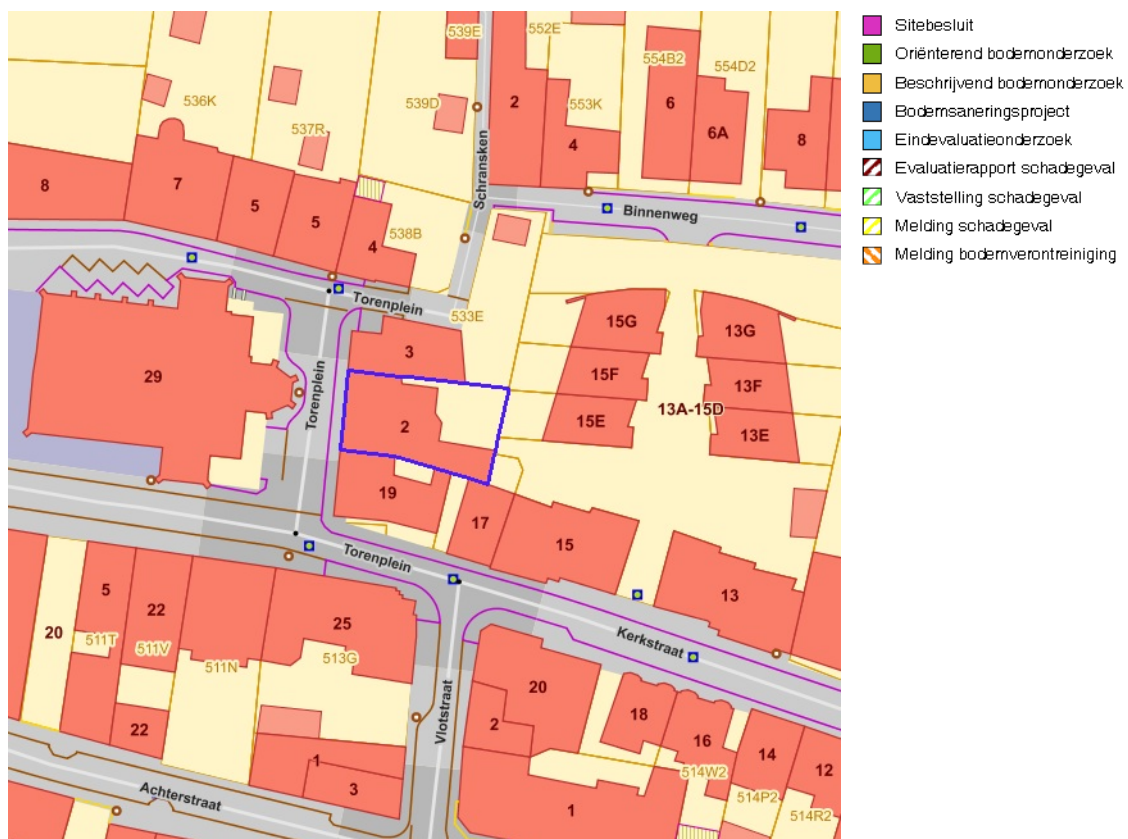 539E
552E
554B2
554D2
536K
539D
553K
2
6
6A
8
537R
4
8
7
5
5
4
538B
Schransken
Binnenweg
Torenplein
533E
3
15G
13G
15F
13F
29
Torenplein
13A-15D
2
15E
13E
19
17
15
Torenplein
13
5
22
20
25
511T
511V
511N
513G
Kerkstraat
20
18
2
16
14
12
22
Vlotstraat
1
3
514W2
514P2
514R2
Achterstraat
1
Sitebesluit
Oriënterend bodemonderzoek
Beschrijvend bodemonderzoek
Bodemsaneringsproject
Eindevaluatieonderzoek
Evaluatierapport schadegeval
Vaststelling schadegeval
Melding schadegeval
Melding bodemverontreiniging